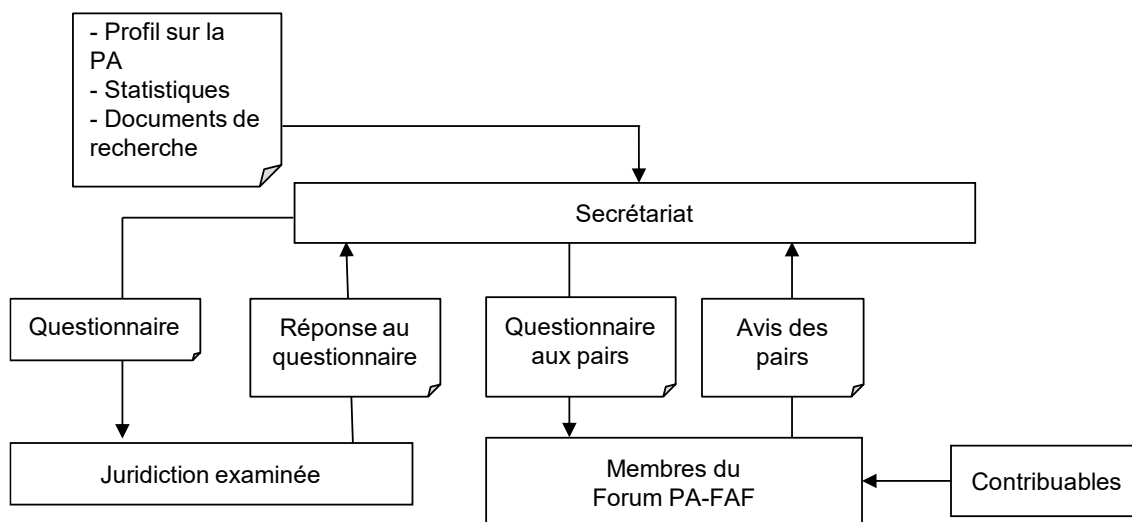 - Profil sur la
PA
- Statistiques
- Documents de
recherche
Secrétariat
Questionnaire
Réponse au
questionnaire
Questionnaire
aux pairs
Avis des
pairs
Juridiction examinée
Membres du
Forum PA-FAF
Contribuables